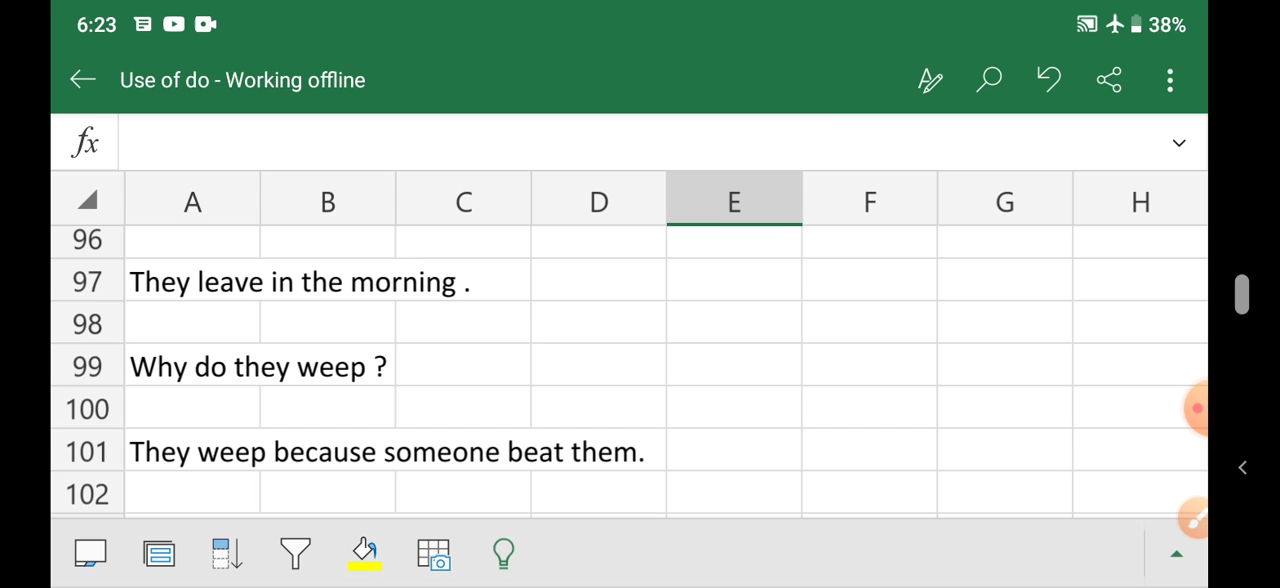 6:23 38%
Use of do - Working offline
fx
A B C D E F G H
96
97 They leave in the morning .
98
99 Why do they weep ?
100
101 They weep because someone beat them.
102